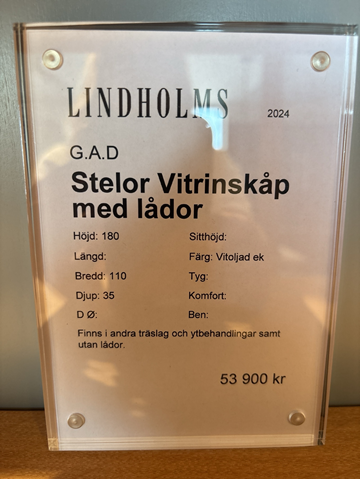 LINDHOLMS 2024
G.A.D
Stelor Vitrinskåp
med lådor
Höjd: 180 Sitthöjd:
Längd: Färg: Vitoljad ek
Bredd: 110 Tyg:
Djup: 35 Komfort:
D Ø: Ben:
Finns i andra träslag och ytbehandlingar samt
utan lådor.
53 900 kr